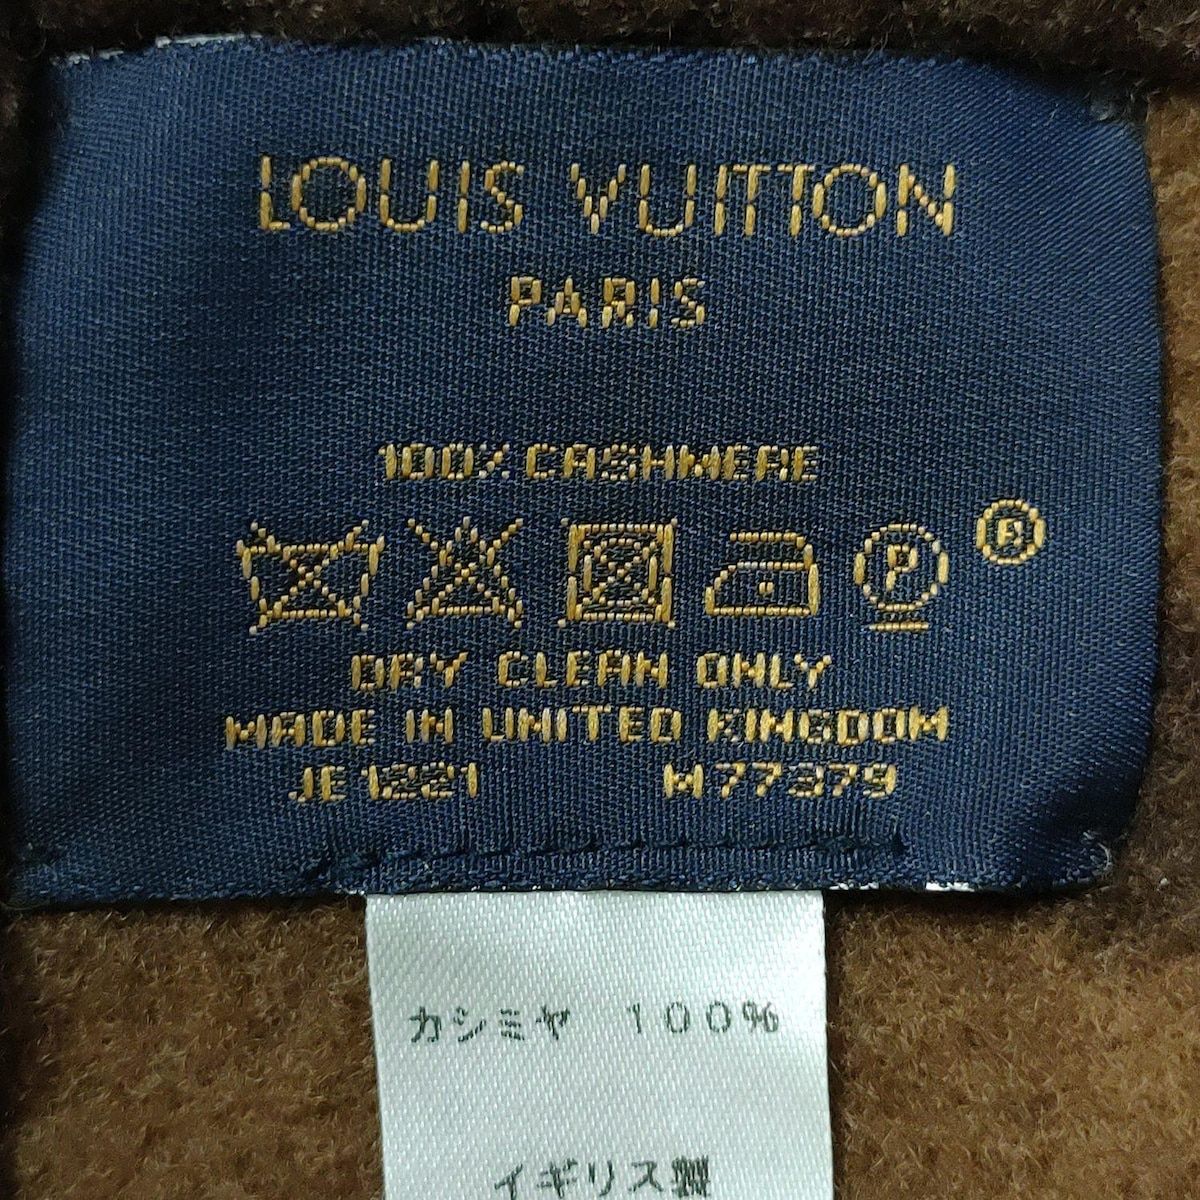 LOUIS VUITTON
PARIS
100% CASHMERE
P ®
DRY CLEAN ONLY
MADE IN UNITED KINGDOM
JE1221 M77379
カシミヤ 100%
イギリス製